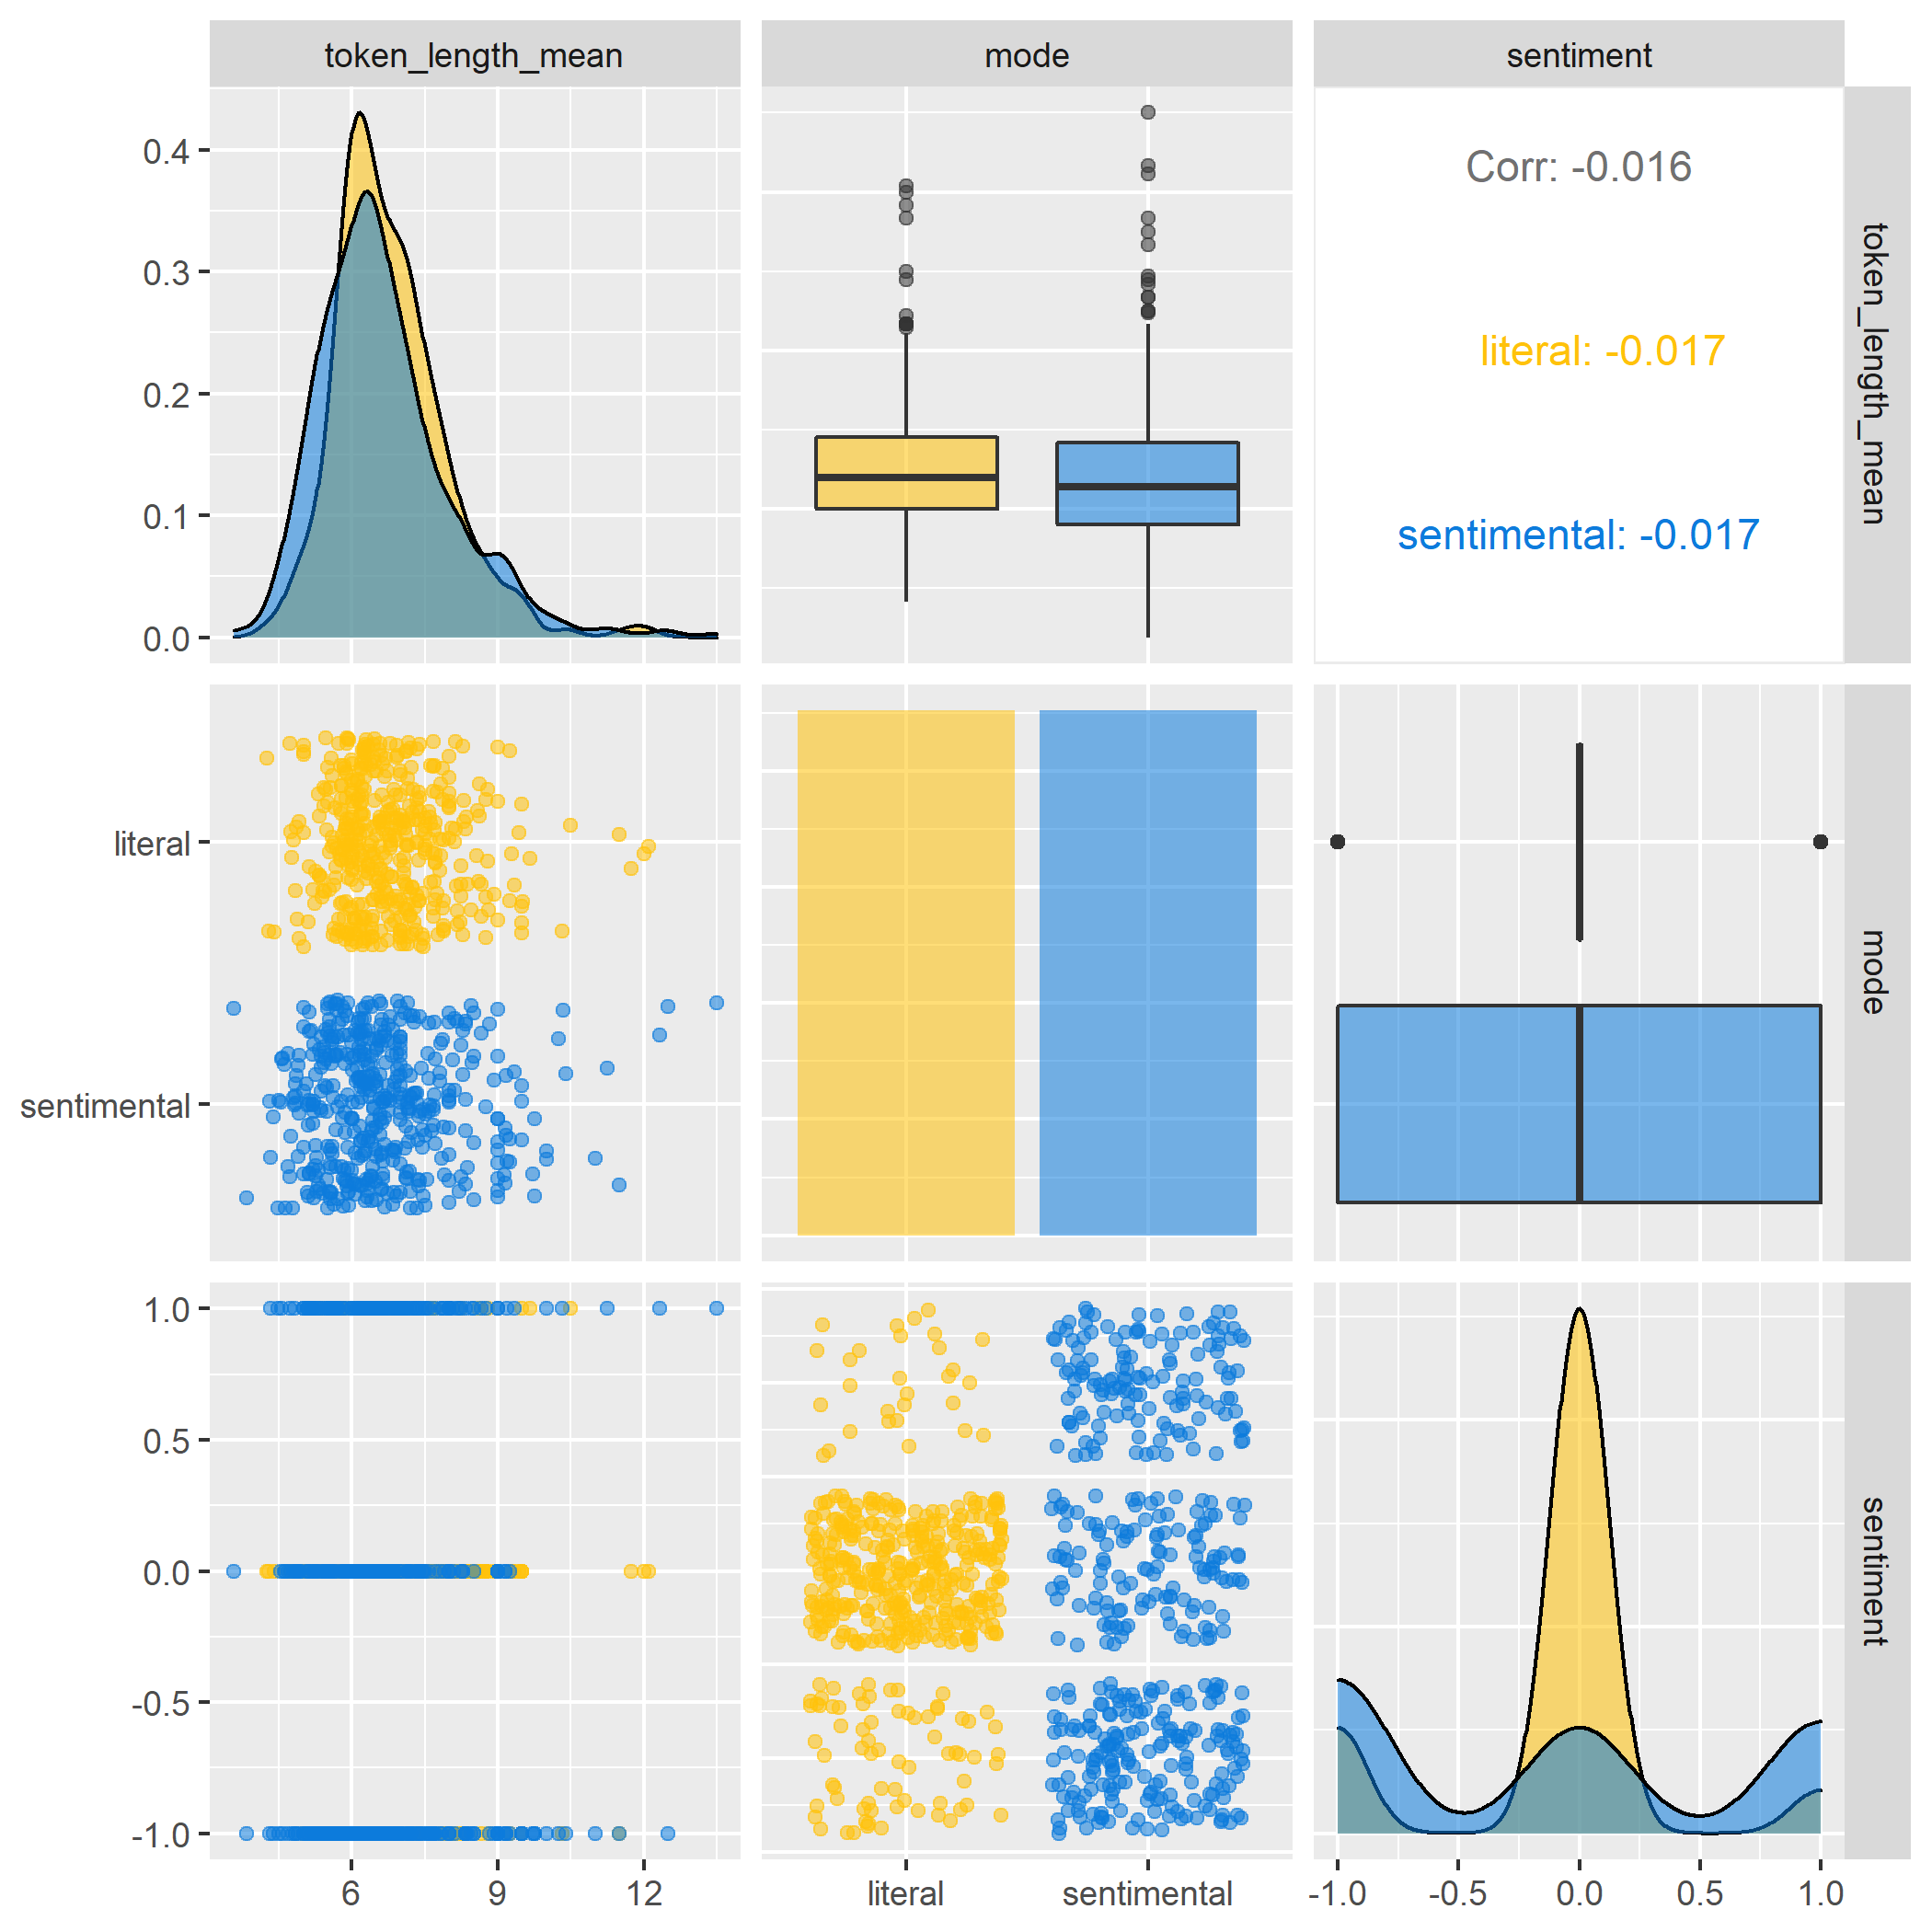 token_length_mean
mode
sentiment
0.4
0.3
0.2
0.1
0.0
Corr: -0.016
literal: -0.017
sentimental: -0.017
token_length_mean
literal
sentimental
mode
1.0
0.5
0.0
-0.5
-1.0
sentiment
6 9 12
literal sentimental
-1.0 -0.5 0.0 0.5 1.0